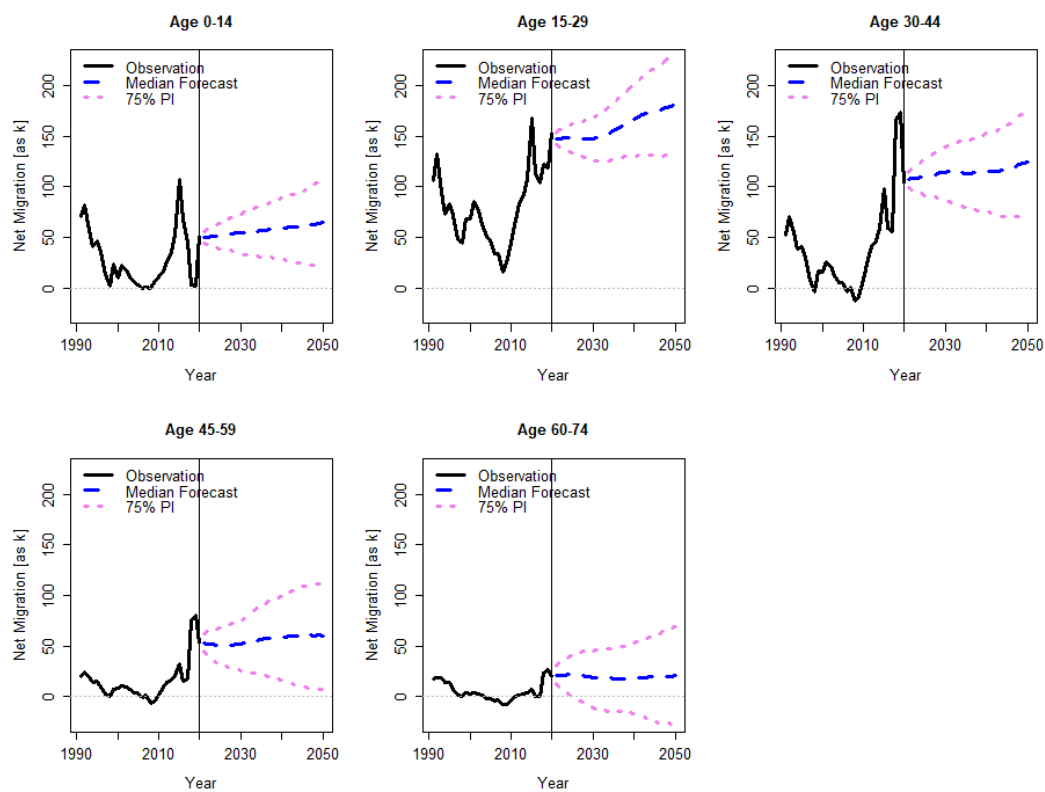 Age 0-14
Observation
Median Forecast
75% PI
Net Migration [as k]
0 50 100 150 200
1990 2010 2030 2050
Year
Age 15-29
Observation
Median Forecast
75% PI
Net Migration [as k]
0 50 100 150 200
1990 2010 2030 2050
Year
Age 30-44
Observation
Median Forecast
75% PI
Net Migration [as k]
0 50 100 150 200
1990 2010 2030 2050
Year
Age 45-59
Observation
Median Forecast
75% PI
Net Migration [as k]
0 50 100 150 200
1990 2010 2030 2050
Year
Age 60-74
Observation
Median Forecast
75% PI
Net Migration [as k]
0 50 100 150 200
1990 2010 2030 2050
Year